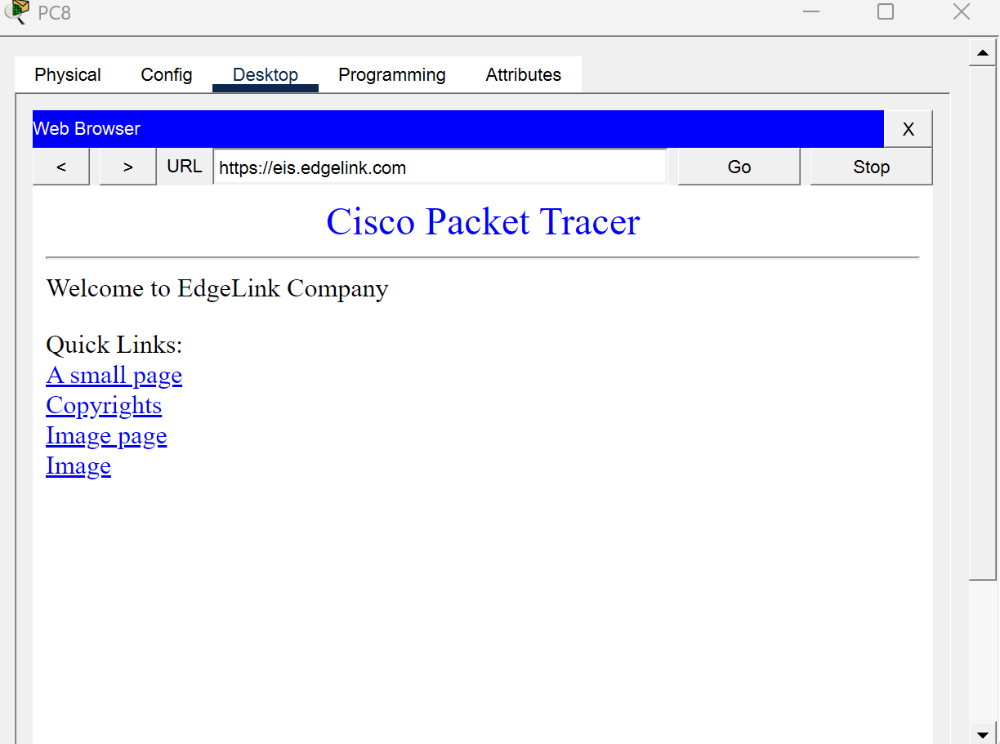 PC8
Physical Config Desktop Programming Attributes
Web Browser X
< > URL https://eis.edgelink.com Go Stop
Cisco Packet Tracer
Welcome to EdgeLink Company
Quick Links:
A small page
Copyrights
Image page
Image